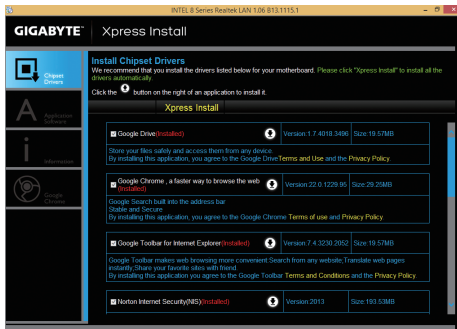 INTEL 8 Series Realtek LAN 1.06 B13.1115.1
GIGABYTE™ Xpress Install
Install Chipset Drivers
We recommend that you install the drivers listed below for your motherboard. Please click "Xpress Install" to install all the
drivers automatically.
Click the button on the right of an application to install it.
Xpress Install
Chipset
Drivers
Application
Software
Information
Google
Chrome
Google Drive(Installed) Version:1.7.4018.3496 Size:19.57MB
Store your files safely and access them from any device.
By installing this application, you agree to the Google DriveTerms and Use and the Privacy Policy.
Google Chrome , a faster way to browse the web
(Installed) Version:22.0.1229.95 Size:29.25MB
Google Search built into the address bar
Stable and Secure
By installing this application, you agree to the Google Chrome Terms of use and Privacy Policy.
Google Toolbar for Internet Explorer(Installed) Version:7.4.3230.2052 Size:19.57MB
Google Toolbar makes web browsing more convenient:Search from any website;Translate web pages
instantly;Share your favorite sites with friend.
By installing this application you agree to the Google Toolbar Terms and Conditions and the Privacy Policy.
Norton Internet Security(NIS)(Installed) Version:2013 Size:193.53MB